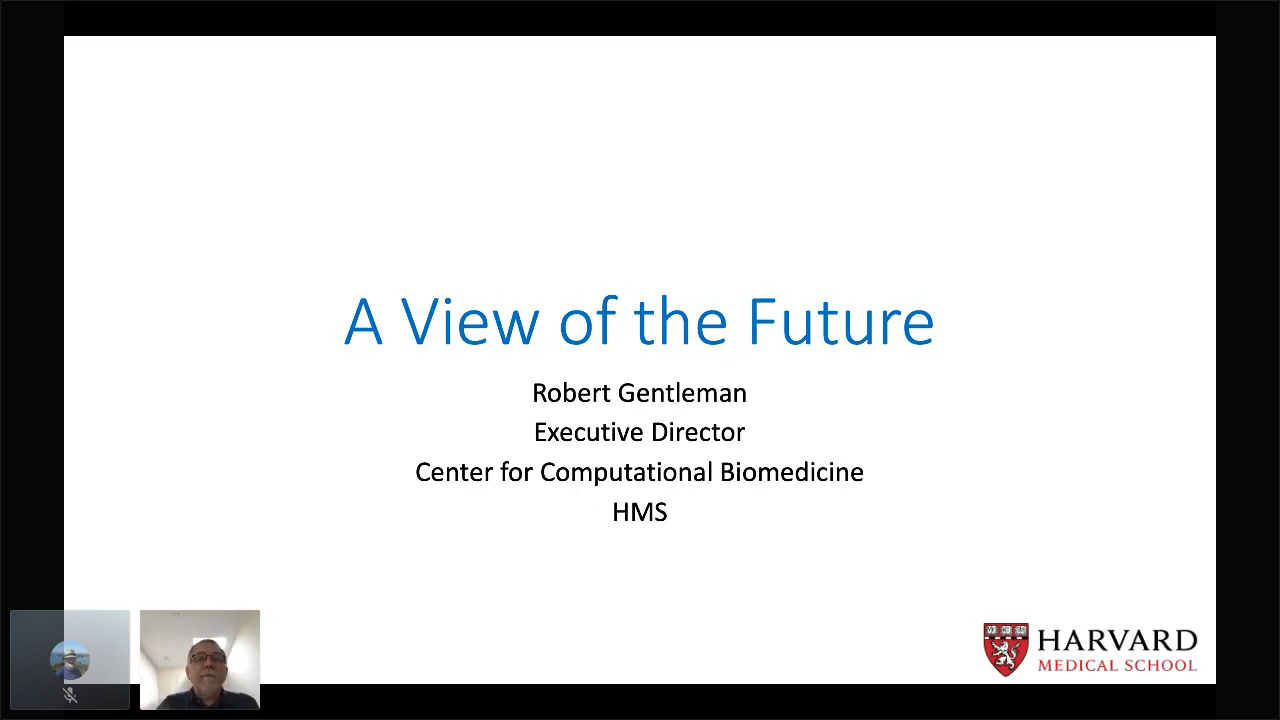 A View of the Future
Robert Gentleman
Executive Director
Center for Computational Biomedicine
HMS
HARVARD
MEDICAL SCHOOL